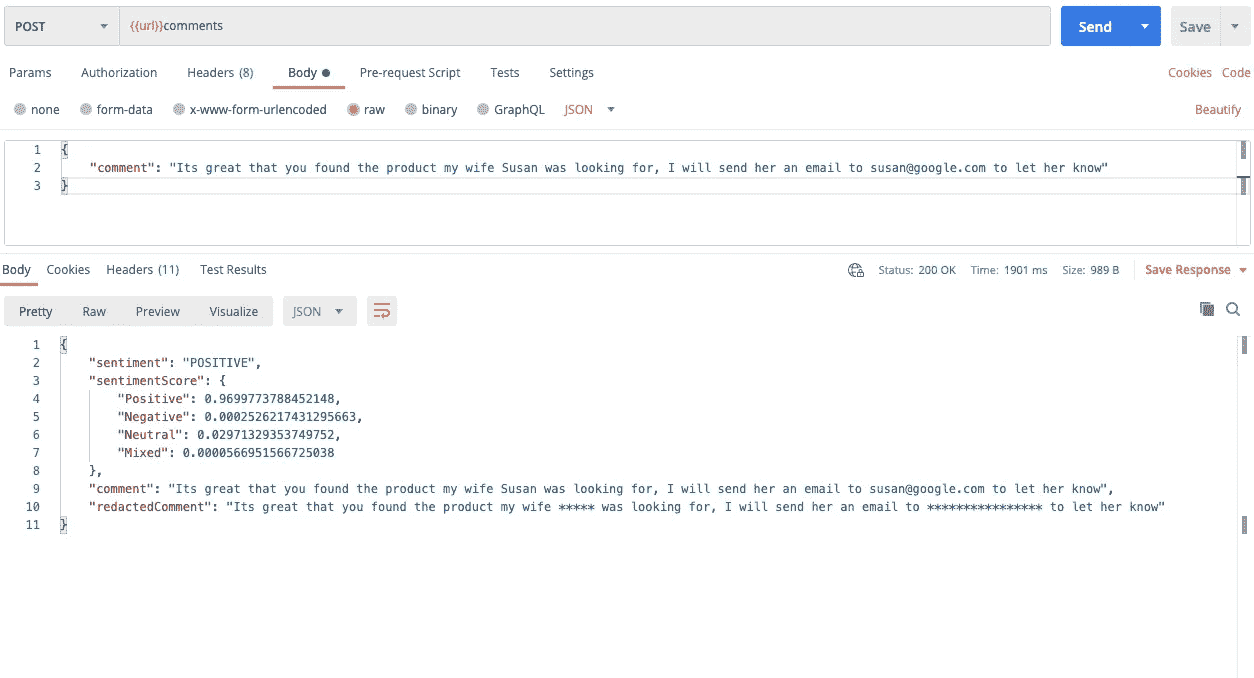 POST {{url}}comments Send Save
Params Authorization Headers (8) Body Pre-request Script Tests Settings Cookies Code
none form-data x-www-form-urlencoded raw binary GraphQL JSON Beautify
1 {
2 "comment": "Its great that you found the product my wife Susan was looking for, I will send her an email to susan@google.com to let her know"
3 }
Body Cookies Headers (11) Test Results Status: 200 OK Time: 1901 ms Size: 989 B Save Response
Pretty Raw Preview Visualize JSON
1 {
2 "sentiment": "POSITIVE",
3 "sentimentScore": {
4 "Positive": 0.9699773788452148,
5 "Negative": 0.0002526217431295663,
6 "Neutral": 0.02971329353749752,
7 "Mixed": 0.0000566951566725038
8 },
9 "comment": "Its great that you found the product my wife Susan was looking for, I will send her an email to susan@google.com to let her know",
10 "redactedComment": "Its great that you found the product my wife ***** was looking for, I will send her an email to **************** to let her know"
11 }